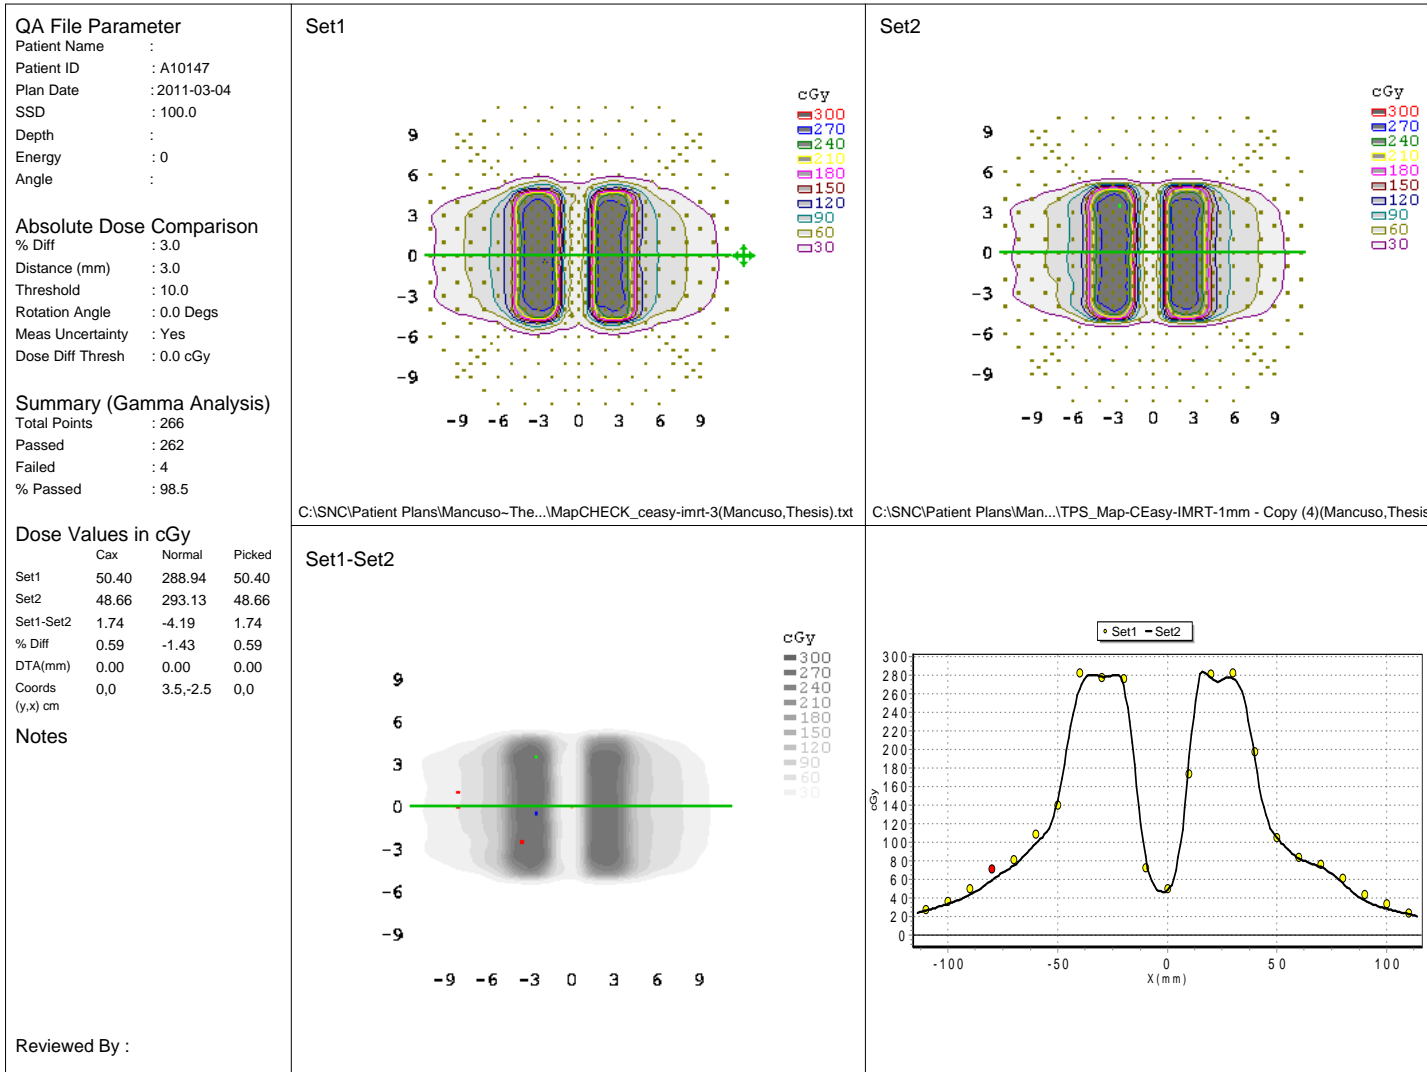 QA File Parameter
Patient Name :
Patient ID : A10147
Plan Date : 2011-03-04
SSD : 100.0
Depth :
Energy : 0
Angle :
Absolute Dose Comparison
% Diff : 3.0
Distance (mm) : 3.0
Threshold : 10.0
Rotation Angle : 0.0 Degs
Meas Uncertainty : Yes
Dose Diff Thresh : 0.0 cGy
Summary (Gamma Analysis)
Total Points : 266
Passed : 262
Failed : 4
% Passed : 98.5
Dose Values in cGy
Cax Normal Picked
Set1 50.40 288.94 50.40
Set2 48.66 293.13 48.66
Set1-Set2 1.74 -4.19 1.74
% Diff 0.59 -1.43 0.59
DTA(mm) 0.00 0.00 0.00
Coords 0,0 3.5,-2.5 0,0
(y,x) cm
Notes
Reviewed By :
Set1
cGy
300
270
240
210
180
150
120
90
60
30
9
6
3
0
-3
-6
-9
-9 -6 -3 0 3 6 9
C:\SNC\Patient Plans\Mancuso~The...\MapCHECK_ceasy-imrt-3(Mancuso,Thesis).txt
Set2
cGy
300
270
240
210
180
150
120
90
60
30
9
6
3
0
-3
-6
-9
-9 -6 -3 0 3 6 9
C:\SNC\Patient Plans\Man...\TPS_Map-CEasy-IMRT-1mm - Copy (4)(Mancuso,Thesis
Set1-Set2
cGy
300
270
240
210
180
150
120
90
60
30
9
6
3
0
-3
-6
-9
-9 -6 -3 0 3 6 9
Set1 Set2
300
280
260
240
220
200
180
160
140
120
100
80
60
40
20
0
cGy
-100 -50 0 50 100
X(mm)